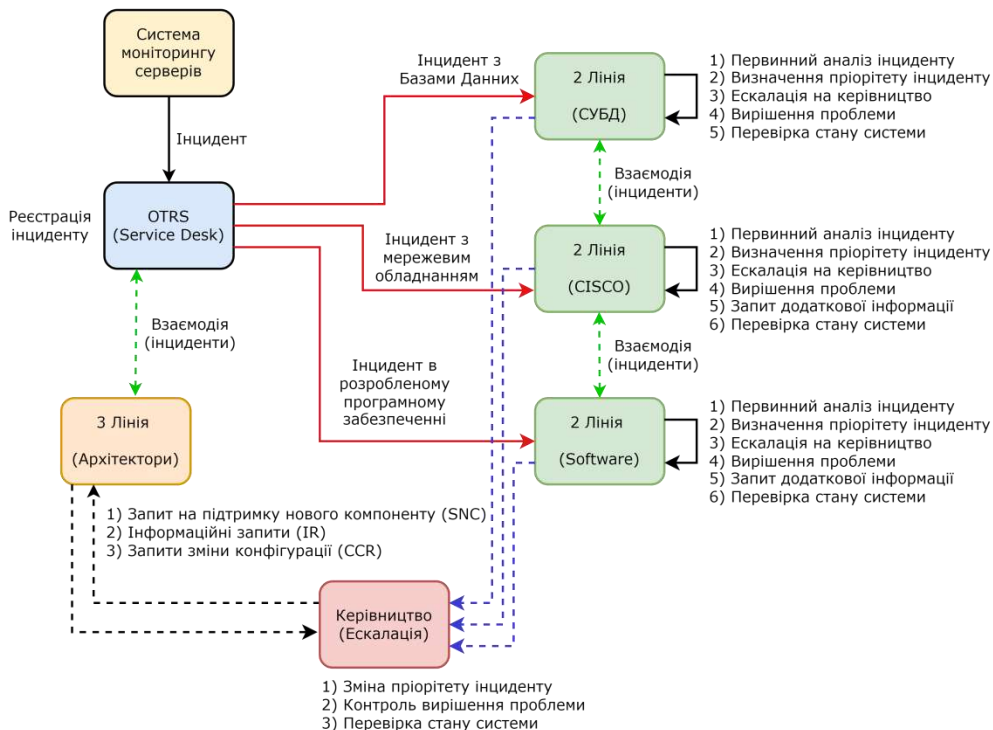 Система
моніторингу
серверів
Інцидент
Реєстрація
інциденту
OTRS
(Service Desk)
Інцидент з
Базами Данних
Інцидент з
мережевим
обладнанням
Інцидент в
розробленому
програмному
забезпеченні
2 Лінія
(СУБД)
1) Первинний аналіз інциденту
2) Визначення пріорітету інциденту
3) Ескалація на керівництво
4) Вирішення проблеми
5) Перевірка стану системи
Взаємодія
(інциденти)
2 Лінія
(CISCO)
1) Первинний аналіз інциденту
2) Визначення пріорітету інциденту
3) Ескалація на керівництво
4) Вирішення проблеми
5) Запит додаткової інформації
6) Перевірка стану системи
Взаємодія
(інциденти)
2 Лінія
(Software)
1) Первинний аналіз інциденту
2) Визначення пріорітету інциденту
3) Ескалація на керівництво
4) Вирішення проблеми
5) Запит додаткової інформації
6) Перевірка стану системи
Взаємодія
(інциденти)
3 Лінія
(Архітектори)
1) Запит на підтримку нового компоненту (SNC)
2) Інформаційні запити (IR)
3) Запити зміни конфігурації (CCR)
Керівництво
(Ескалація)
1) Зміна пріорітету інциденту
2) Контроль вирішення проблеми
3) Перевірка стану системи